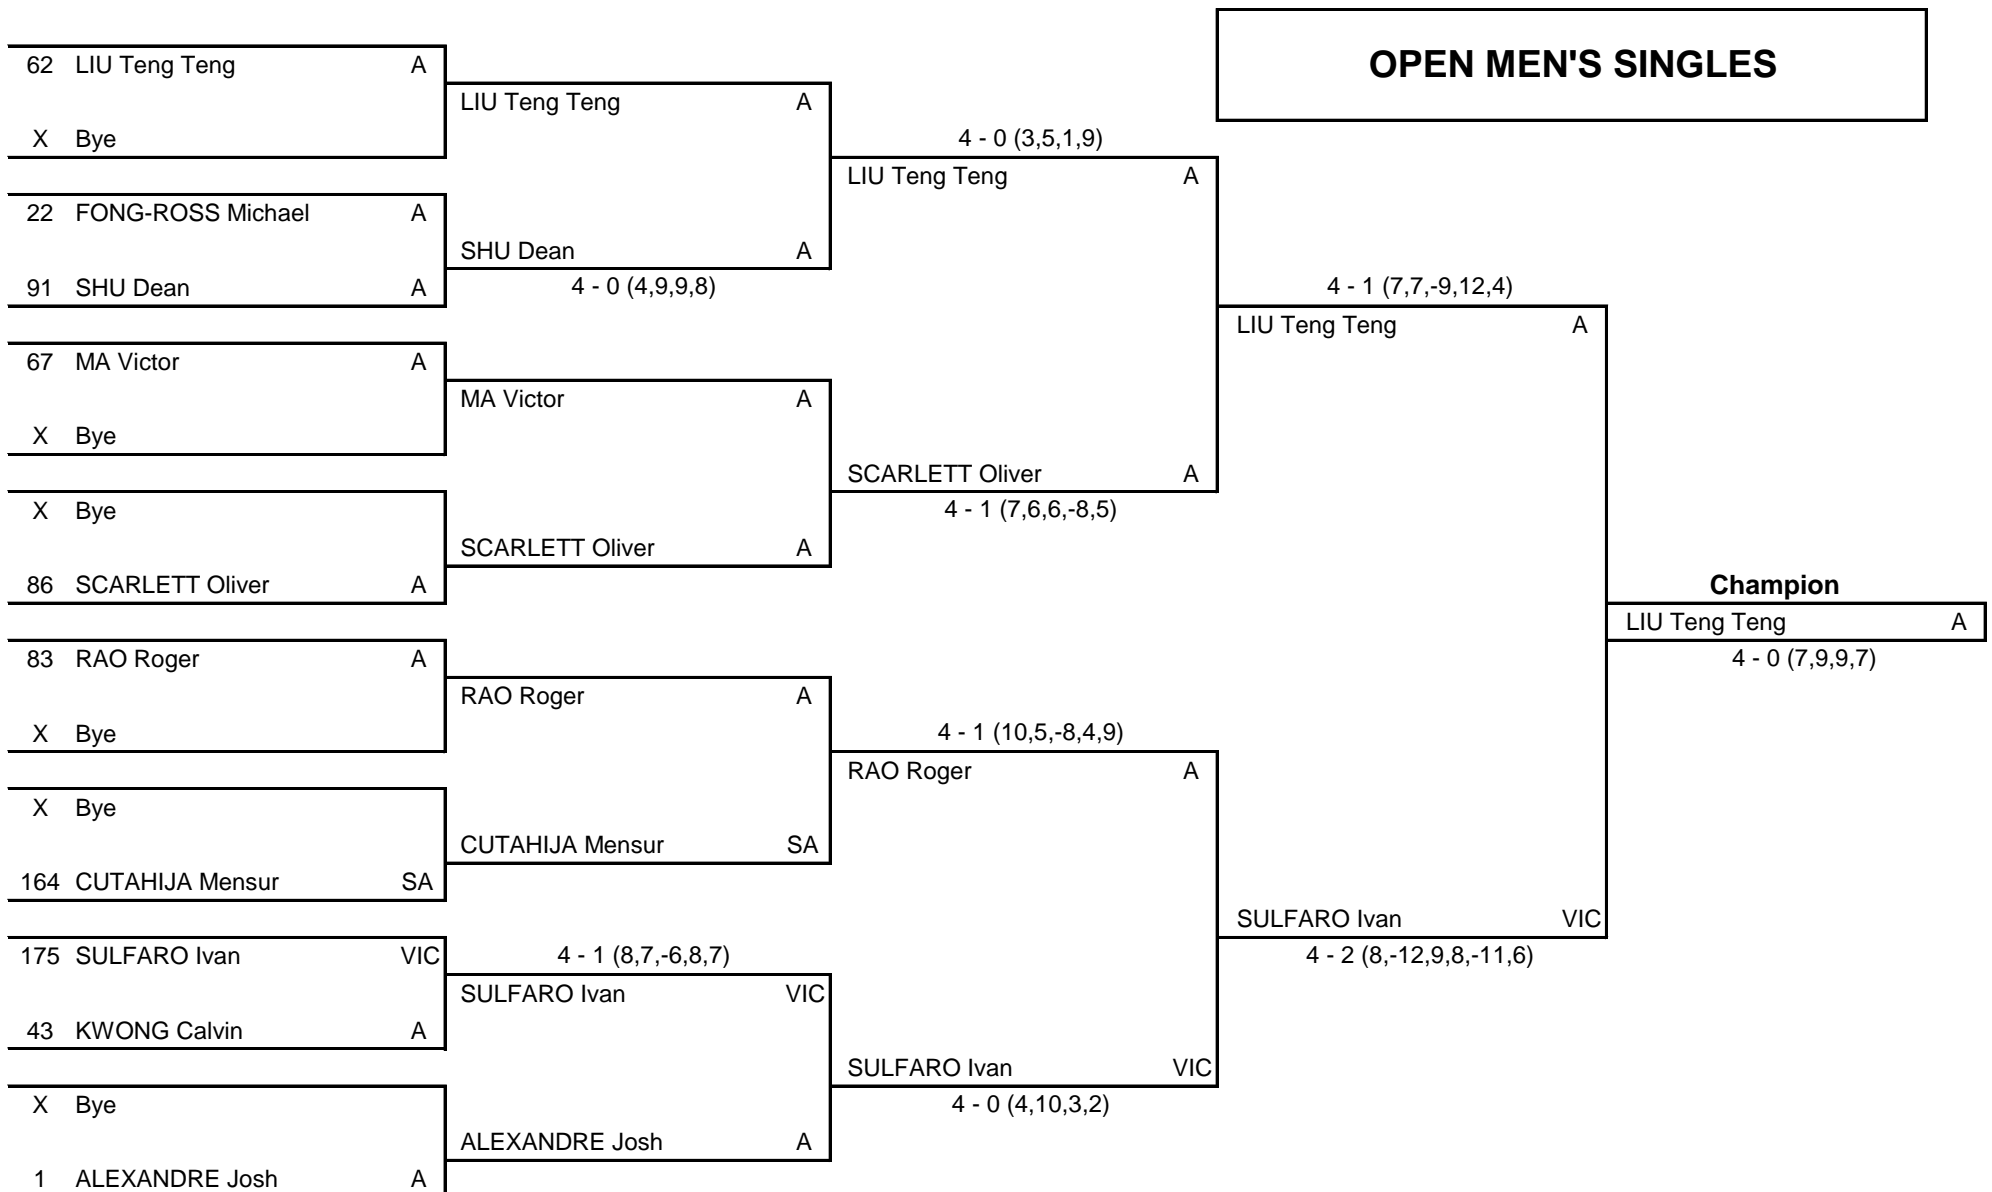 OPEN MEN'S SINGLES
62 LIU Teng Teng A
LIU Teng Teng A
X Bye
4 - 0 (3,5,1,9)
LIU Teng Teng A
22 FONG-ROSS Michael A
SHU Dean A
91 SHU Dean A
4 - 0 (4,9,9,8)
4 - 1 (7,7,-9,12,4)
LIU Teng Teng A
67 MA Victor A
MA Victor A
X Bye
SCARLETT Oliver A
X Bye
4 - 1 (7,6,6,-8,5)
SCARLETT Oliver A
86 SCARLETT Oliver A
Champion
LIU Teng Teng A
4 - 0 (7,9,9,7)
83 RAO Roger A
RAO Roger A
X Bye
4 - 1 (10,5,-8,4,9)
RAO Roger A
X Bye
CUTAHIJA Mensur SA
164 CUTAHIJA Mensur SA
SULFARO Ivan VIC
175 SULFARO Ivan VIC
4 - 1 (8,7,-6,8,7)
4 - 2 (8,-12,9,8,-11,6)
SULFARO Ivan VIC
43 KWONG Calvin A
SULFARO Ivan VIC
X Bye
4 - 0 (4,10,3,2)
ALEXANDRE Josh A
1 ALEXANDRE Josh A